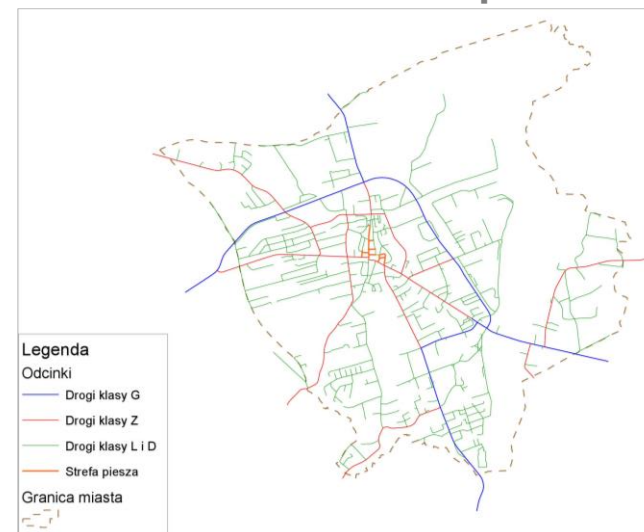 Legenda
Odcinki
Drogi klasy G
Drogi klasy Z
Drogi klasy L i D
Strefa piesza
Granica miasta